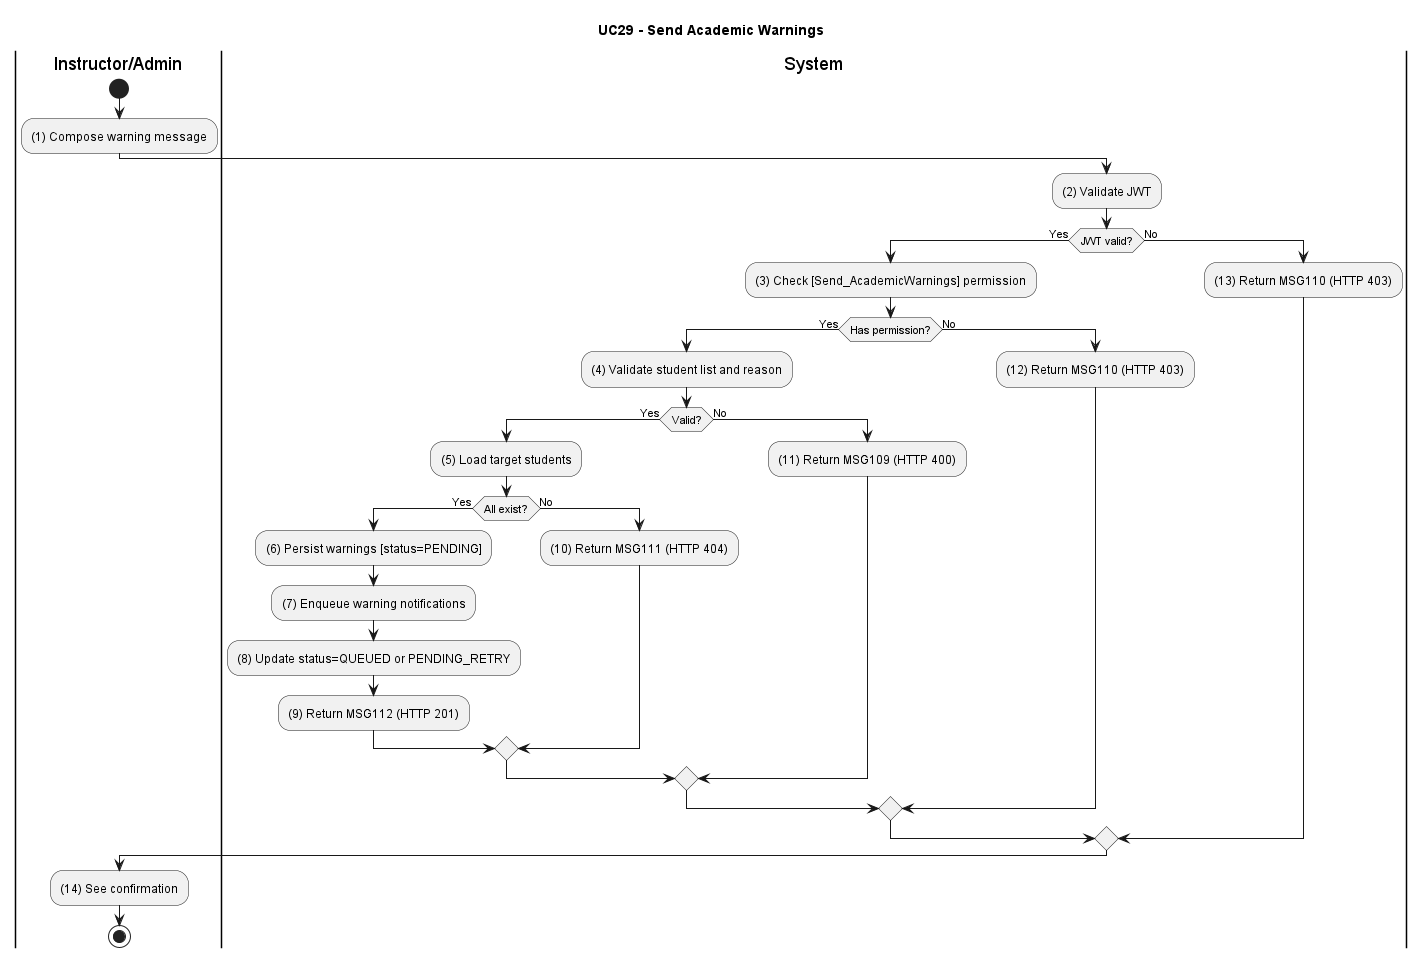 UC29 - Send Academic Warnings
Instructor/Admin
System
(1) Compose warning message
(2) Validate JWT
Yes
JWT valid?
No
(3) Check [Send_AcademicWarnings] permission
(13) Return MSG110 (HTTP 403)
Yes
Has permission?
No
(4) Validate student list and reason
(12) Return MSG110 (HTTP 403)
Yes
Valid?
No
(5) Load target students
(11) Return MSG109 (HTTP 400)
Yes
All exist?
No
(6) Persist warnings [status=PENDING]
(10) Return MSG111 (HTTP 404)
(7) Enqueue warning notifications
(8) Update status=QUEUED or PENDING_RETRY
(9) Return MSG112 (HTTP 201)
(14) See confirmation